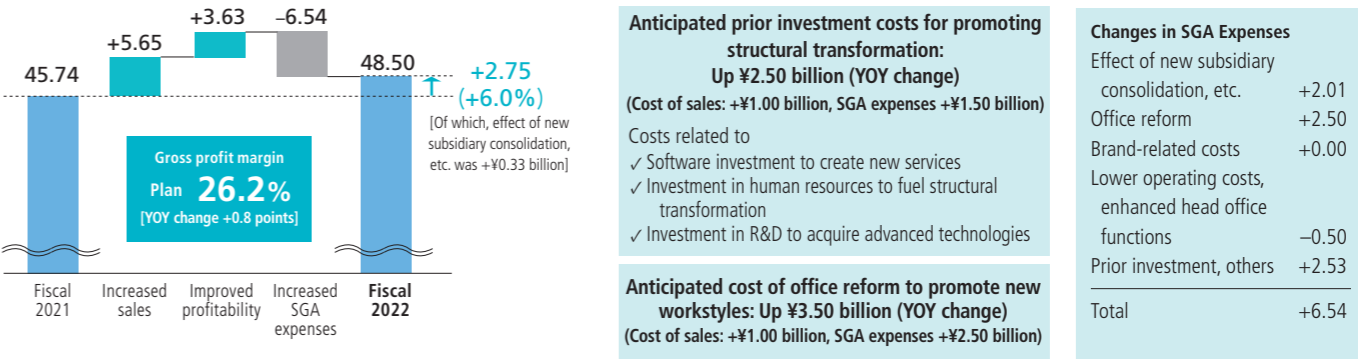 +3.63
–6.54
+5.65
45.74
48.50
+2.75
(+6.0%)
[Of which, effect of new
subsidiary consolidation,
etc. was +¥0.33 billion]
Gross profit margin
Plan 26.2%
[YOY change +0.8 points]
Fiscal
2021
Increased
sales
Improved
profitability
Increased
SGA
expenses
Fiscal
2022
Anticipated prior investment costs for promoting
structural transformation:
Up ¥2.50 billion (YOY change)
(Cost of sales: +¥1.00 billion, SGA expenses +¥1.50 billion)
Costs related to
✓ Software investment to create new services
✓ Investment in human resources to fuel structural
transformation
✓ Investment in R&D to acquire advanced technologies
Anticipated cost of office reform to promote new
workstyles: Up ¥3.50 billion (YOY change)
(Cost of sales: +¥1.00 billion, SGA expenses +¥2.50 billion)
Changes in SGA Expenses
Effect of new subsidiary
consolidation, etc. +2.01
Office reform +2.50
Brand-related costs +0.00
Lower operating costs,
enhanced head office
functions –0.50
Prior investment, others +2.53
Total +6.54